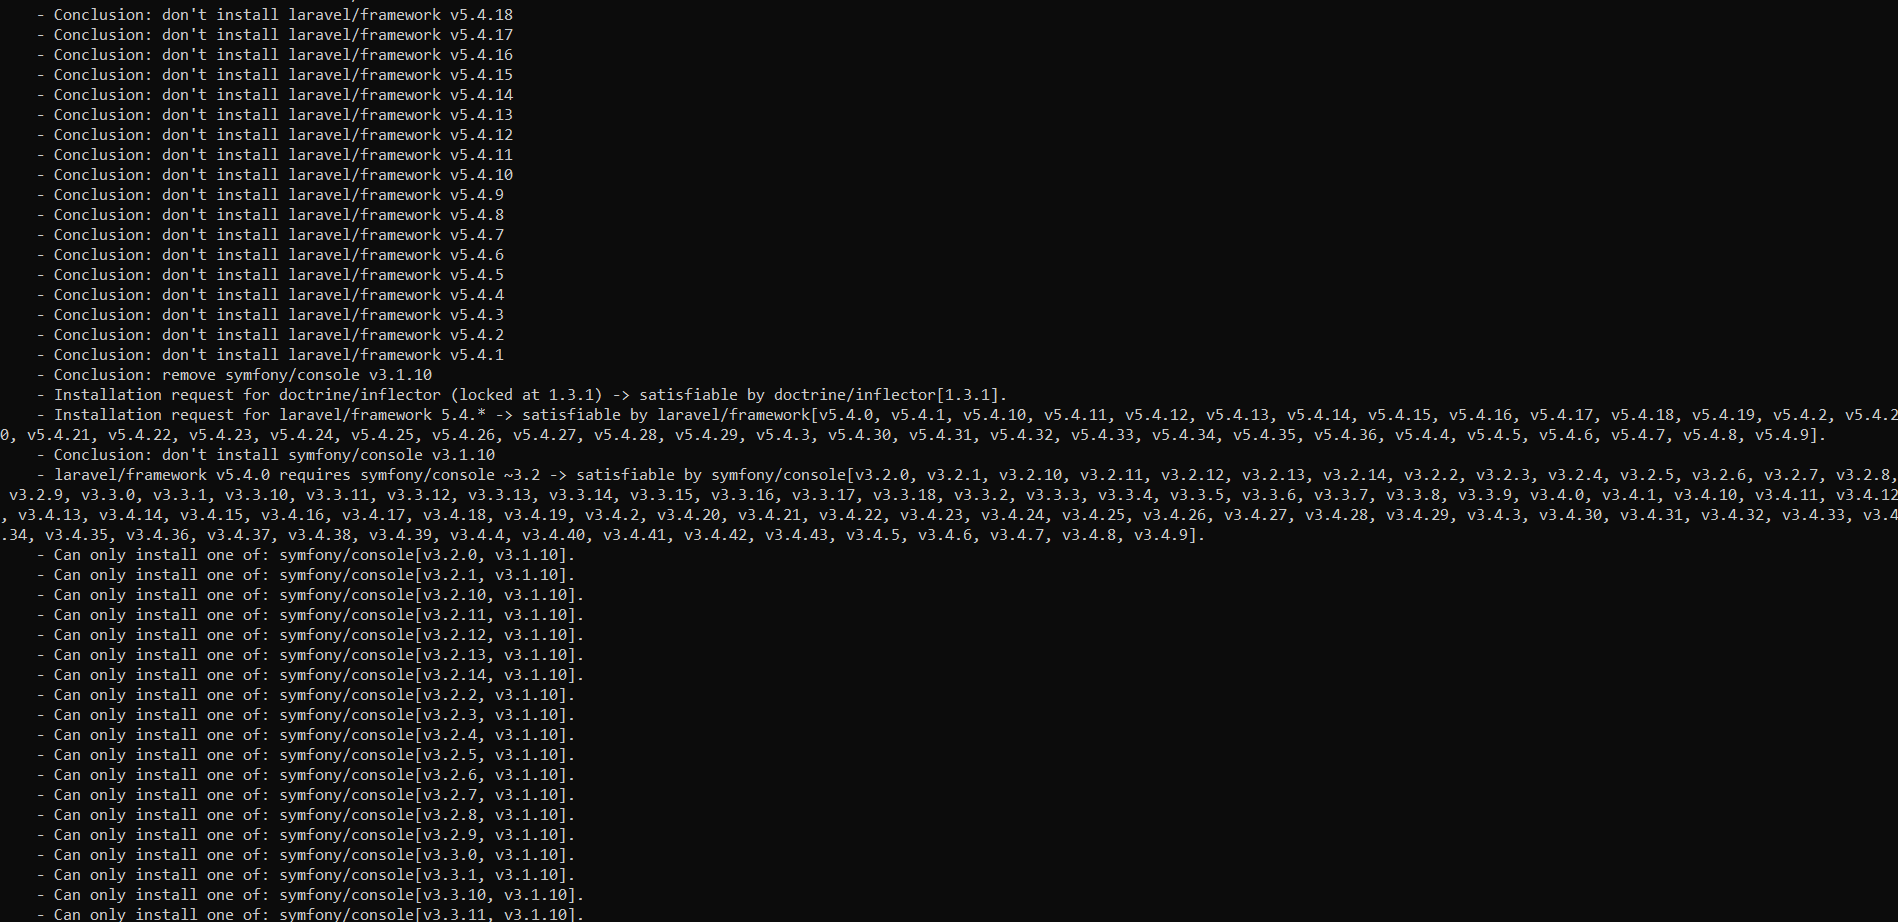 - Conclusion: don't install laravel/framework v5.4.18
- Conclusion: don't install laravel/framework v5.4.17
- Conclusion: don't install laravel/framework v5.4.16
- Conclusion: don't install laravel/framework v5.4.15
- Conclusion: don't install laravel/framework v5.4.14
- Conclusion: don't install laravel/framework v5.4.13
- Conclusion: don't install laravel/framework v5.4.12
- Conclusion: don't install laravel/framework v5.4.11
- Conclusion: don't install laravel/framework v5.4.10
- Conclusion: don't install laravel/framework v5.4.9
- Conclusion: don't install laravel/framework v5.4.8
- Conclusion: don't install laravel/framework v5.4.7
- Conclusion: don't install laravel/framework v5.4.6
- Conclusion: don't install laravel/framework v5.4.5
- Conclusion: don't install laravel/framework v5.4.4
- Conclusion: don't install laravel/framework v5.4.3
- Conclusion: don't install laravel/framework v5.4.2
- Conclusion: don't install laravel/framework v5.4.1
- Conclusion: remove symfony/console v3.1.10
- Installation request for doctrine/inflector (locked at 1.3.1) -> satisfiable by doctrine/inflector[1.3.1].
- Installation request for laravel/framework 5.4.* -> satisfiable by laravel/framework[v5.4.0, v5.4.1, v5.4.10, v5.4.11, v5.4.12, v5.4.13, v5.4.14, v5.4.15, v5.4.16, v5.4.17, v5.4.18, v5.4.19, v5.4.2, v5.4.2
0, v5.4.21, v5.4.22, v5.4.23, v5.4.24, v5.4.25, v5.4.26, v5.4.27, v5.4.28, v5.4.29, v5.4.3, v5.4.30, v5.4.31, v5.4.32, v5.4.33, v5.4.34, v5.4.35, v5.4.36, v5.4.4, v5.4.5, v5.4.6, v5.4.7, v5.4.8, v5.4.9].
- Conclusion: don't install symfony/console v3.1.10
- laravel/framework v5.4.0 requires symfony/console ~3.2 -> satisfiable by symfony/console[v3.2.0, v3.2.1, v3.2.10, v3.2.11, v3.2.12, v3.2.13, v3.2.14, v3.2.2, v3.2.3, v3.2.4, v3.2.5, v3.2.6, v3.2.7, v3.2.8,
v3.2.9, v3.3.0, v3.3.1, v3.3.10, v3.3.11, v3.3.12, v3.3.13, v3.3.14, v3.3.15, v3.3.16, v3.3.17, v3.3.18, v3.3.2, v3.3.3, v3.3.4, v3.3.5, v3.3.6, v3.3.7, v3.3.8, v3.3.9, v3.4.0, v3.4.1, v3.4.10, v3.4.11, v3.4.12
, v3.4.13, v3.4.14, v3.4.15, v3.4.16, v3.4.17, v3.4.18, v3.4.19, v3.4.2, v3.4.20, v3.4.21, v3.4.22, v3.4.23, v3.4.24, v3.4.25, v3.4.26, v3.4.27, v3.4.28, v3.4.29, v3.4.3, v3.4.30, v3.4.31, v3.4.32, v3.4.33, v3.4
.34, v3.4.35, v3.4.36, v3.4.37, v3.4.38, v3.4.39, v3.4.4, v3.4.40, v3.4.41, v3.4.42, v3.4.43, v3.4.5, v3.4.6, v3.4.7, v3.4.8, v3.4.9].
- Can only install one of: symfony/console[v3.2.0, v3.1.10].
- Can only install one of: symfony/console[v3.2.1, v3.1.10].
- Can only install one of: symfony/console[v3.2.10, v3.1.10].
- Can only install one of: symfony/console[v3.2.11, v3.1.10].
- Can only install one of: symfony/console[v3.2.12, v3.1.10].
- Can only install one of: symfony/console[v3.2.13, v3.1.10].
- Can only install one of: symfony/console[v3.2.14, v3.1.10].
- Can only install one of: symfony/console[v3.2.2, v3.1.10].
- Can only install one of: symfony/console[v3.2.3, v3.1.10].
- Can only install one of: symfony/console[v3.2.4, v3.1.10].
- Can only install one of: symfony/console[v3.2.5, v3.1.10].
- Can only install one of: symfony/console[v3.2.6, v3.1.10].
- Can only install one of: symfony/console[v3.2.7, v3.1.10].
- Can only install one of: symfony/console[v3.2.8, v3.1.10].
- Can only install one of: symfony/console[v3.2.9, v3.1.10].
- Can only install one of: symfony/console[v3.3.0, v3.1.10].
- Can only install one of: symfony/console[v3.3.1, v3.1.10].
- Can only install one of: symfony/console[v3.3.10, v3.1.10].
- Can only install one of: symfony/console[v3.3.11, v3.1.10].